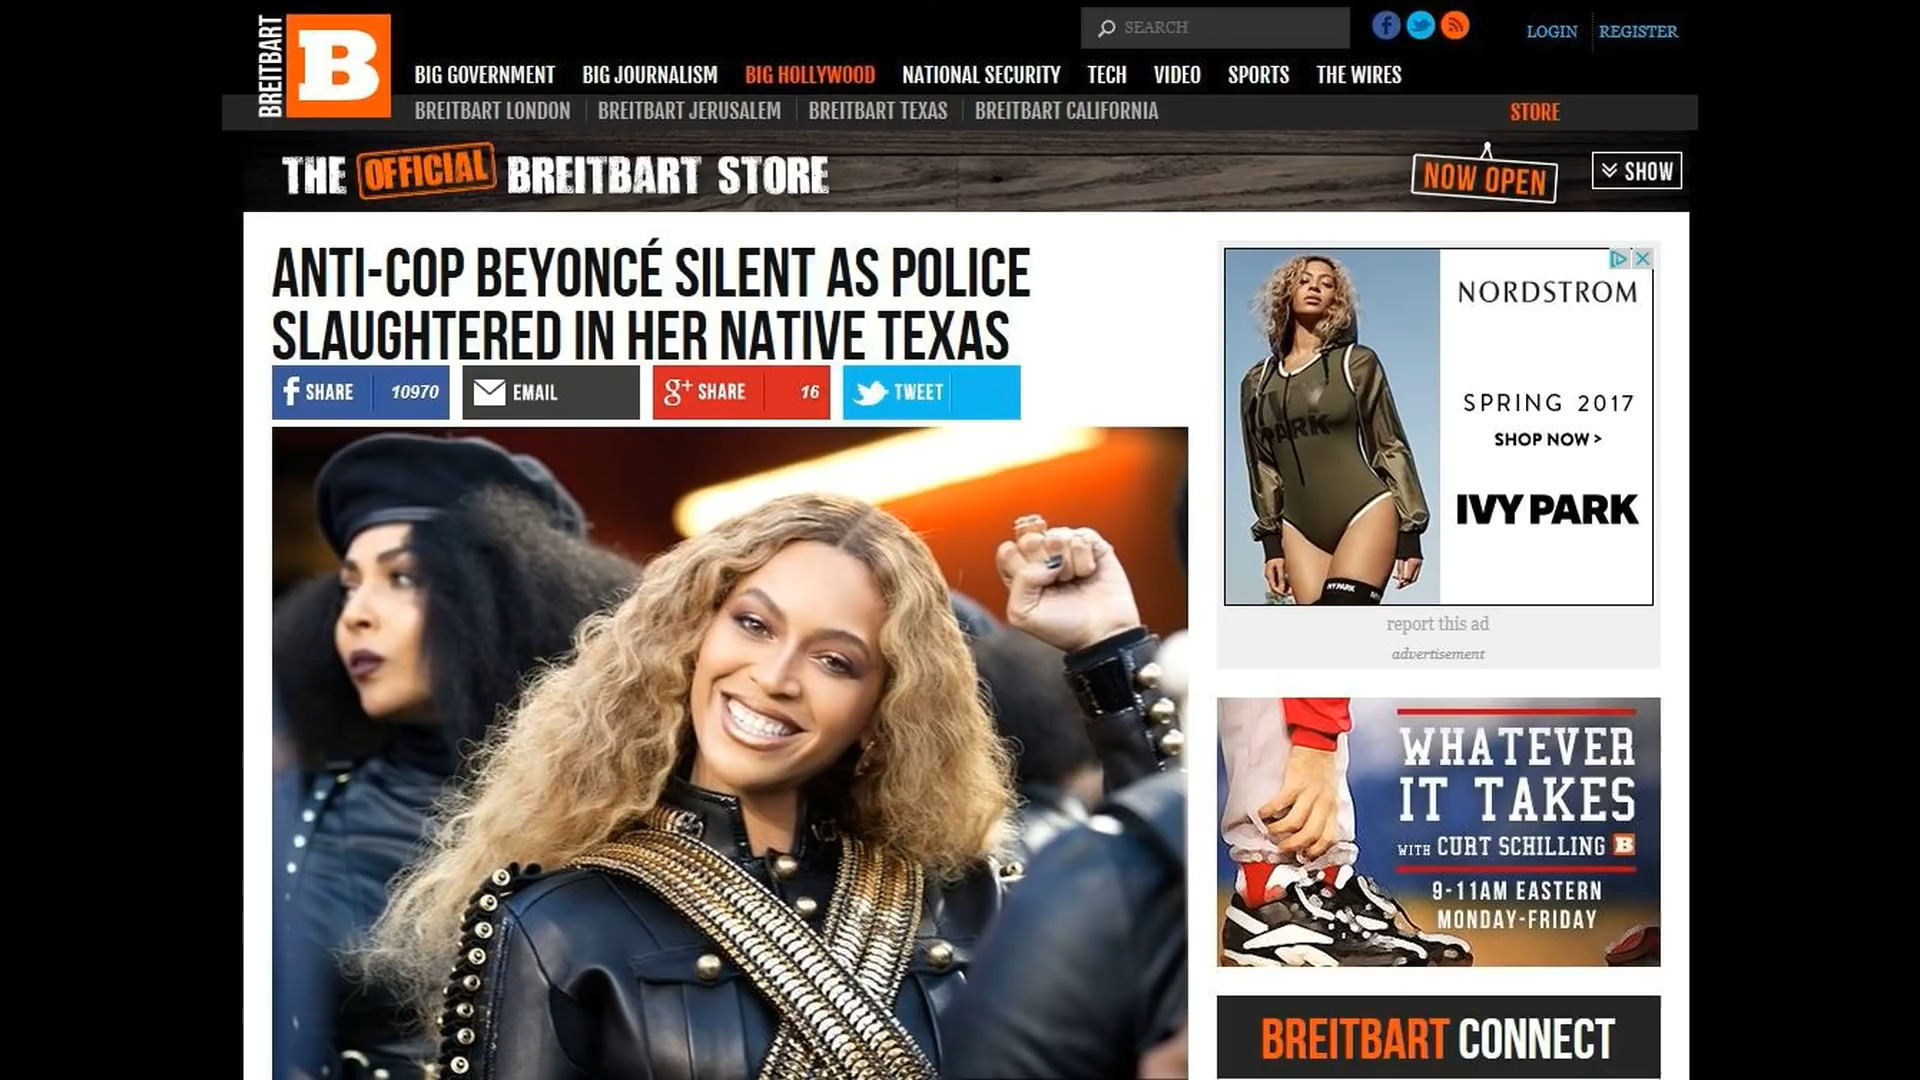 BREITBART
B
SEARCH
LOGIN
REGISTER
BIG GOVERNMENT BIG JOURNALISM BIG HOLLYWOOD NATIONAL SECURITY TECH VIDEO SPORTS THE WIRES
BREITBART LONDON BREITBART JERUSALEM BREITBART TEXAS BREITBART CALIFORNIA STORE
THE OFFICIAL BREITBART STORE
NOW OPEN
SHOW
ANTI-COP BEYONCÉ SILENT AS POLICE
SLAUGHTERED IN HER NATIVE TEXAS
f SHARE 10970
EMAIL
g+ SHARE 16
TWEET
NORDSTROM
SPRING 2017
SHOP NOW >
IVY PARK
PARK
IVY PARK
report this ad
advertisement
WHATEVER
IT TAKES
WITH CURT SCHILLING B
9-11AM EASTERN
MONDAY-FRIDAY
BREITBART CONNECT